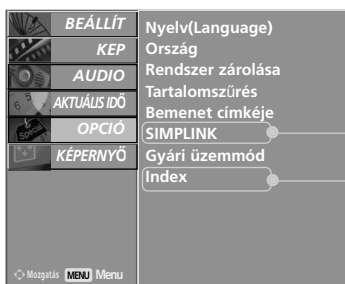 BEÁLLÍT
KEP
AUDIO
AKTUÁLIS IDŐ
OPCIÓ
KÉPERNYŐ
Nyelv(Language)
Ország
Rendszer zárolása
Tartalomszűrés
Bemenet címkéje
SIMPLINK
Gyári üzemmód
Index
Mozgatás MENU Menu